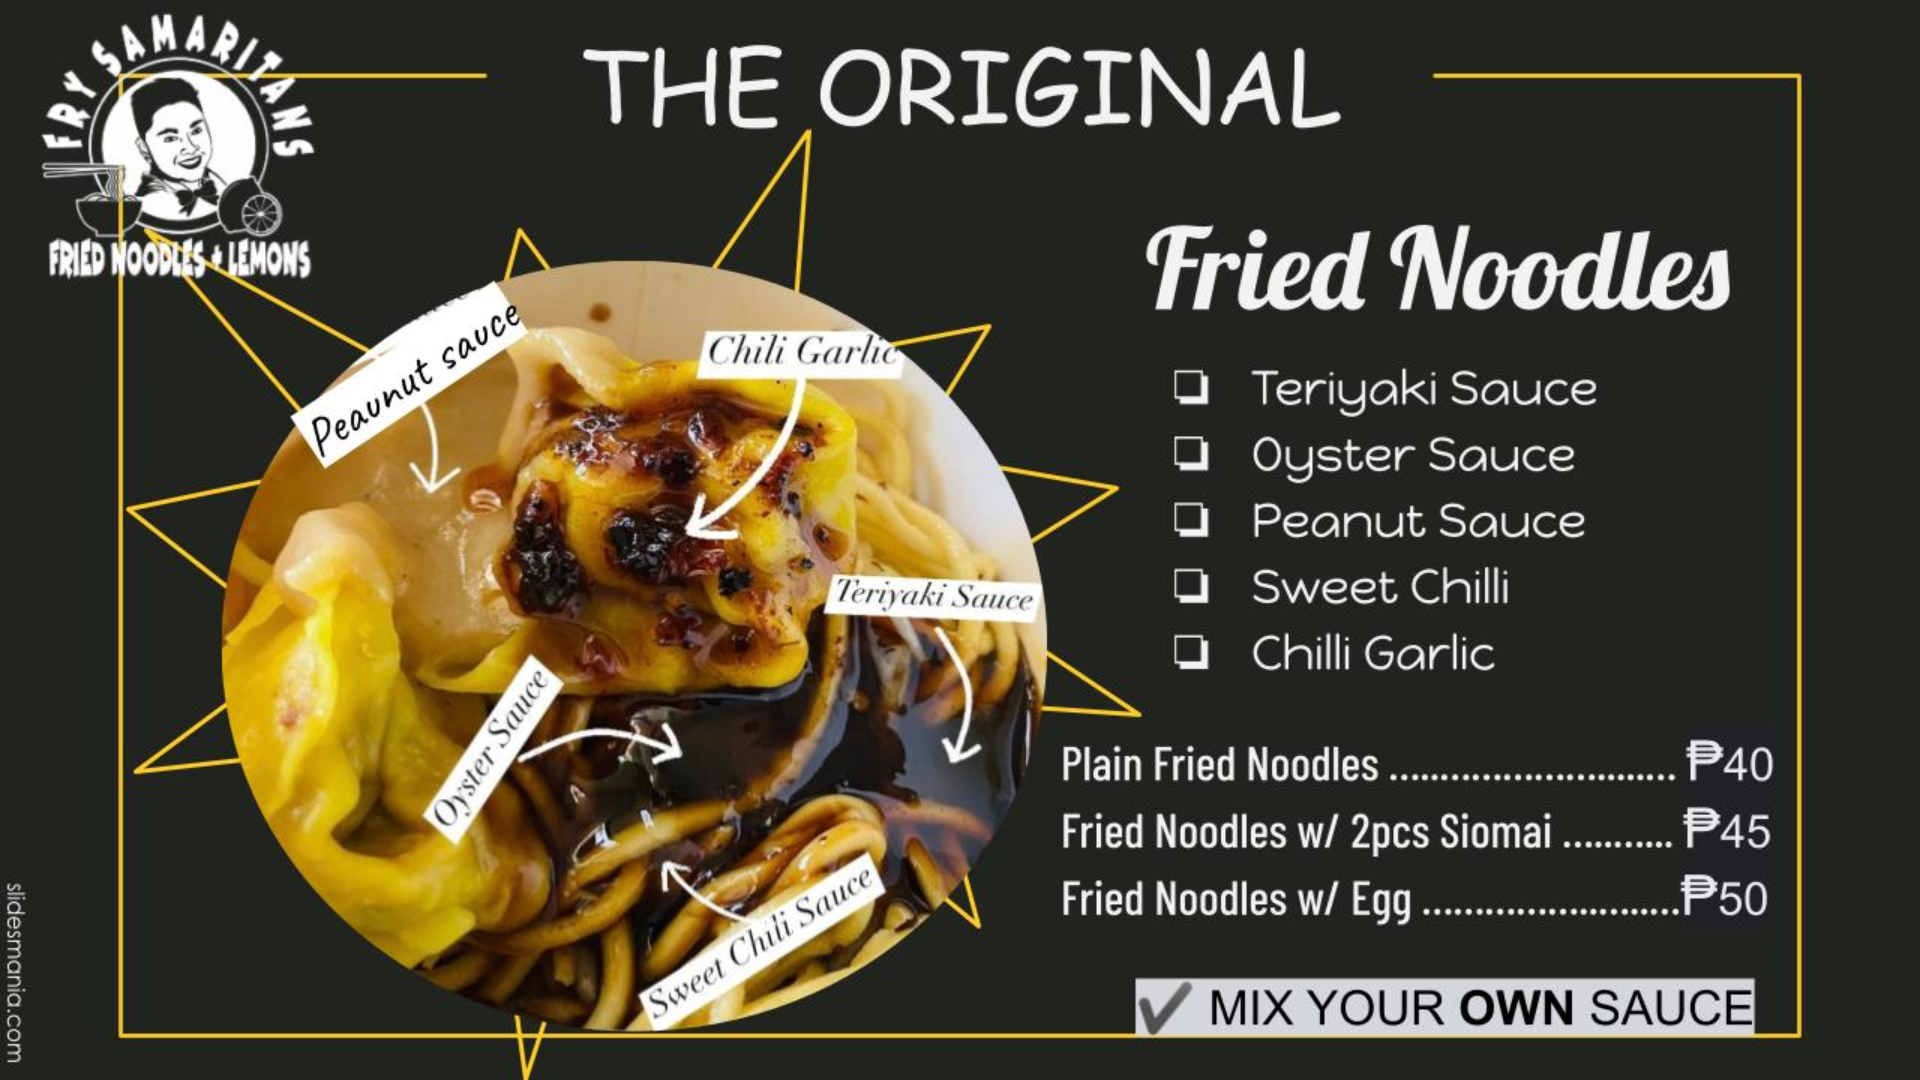 FRY SAMARITANS
FRIED NOODLES + LEMONS
THE ORIGINAL
Peaunut sauce
Chili Garlic
Teriyaki Sauce
Oyster Sauce
Sweet Chili Sauce
Fried Noodles
❏ Teriyaki Sauce
❏ Oyster Sauce
❏ Peanut Sauce
❏ Sweet Chilli
❏ Chilli Garlic
Plain Fried Noodles ............................ ₱40
Fried Noodles w/ 2pcs Siomai ........... ₱45
Fried Noodles w/ Egg ..........................₱50
✔ MIX YOUR OWN SAUCE
slidesmania.com